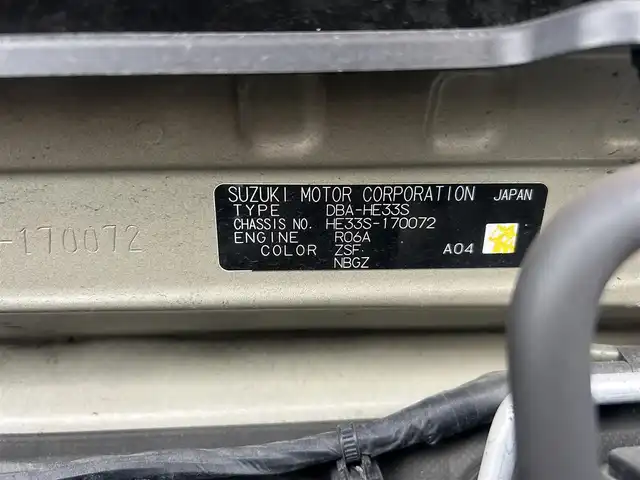 SUZUKI MOTOR CORPORATION JAPAN
TYPE DBA-HE33S
CHASSIS NO. HE33S-170072
ENGINE R06A
COLOR ZSF A04
NBGZ
-170072